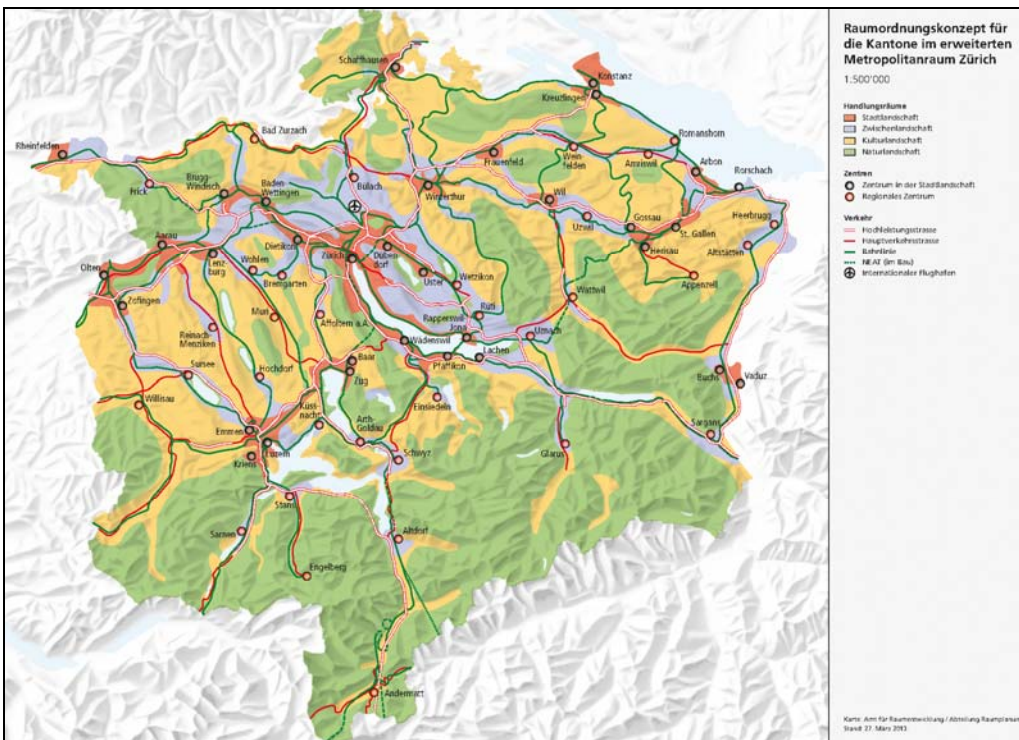 Raumordnungskonzept für
die Kantone im erweiterten
Metropolitanraum Zürich
1:500'000
Handlungsräume
Stadtlandschaft
Zwischenlandschaft
Kulturlandschaft
Naturlandschaft
Zentren
Zentrum in der Stadtlandschaft
Regionales Zentrum
Verkehr
Hochleistungsstrasse
Hauptverkehrsstrasse
Bahnlinie
NEAT (im Bau)
Internationaler Flughafen
Schaffhausen
Konstanz
Kreuzlingen
Romanshorn
Bad Zurzach
Rheinfelden
Frauenfeld
Wein-
felden
Amriswil
Arbon
Rorschach
Frick
Brugg-
Windisch
Baden
Wettingen
Bülach
Winterthur
Wil
Uzwil
Gossau
St. Gallen
Heerbrugg
Herisau
Altstätten
Appenzell
Aarau
Olten
Lenz-
burg
Wohlen
Bremgarten
Dietikon
Zürich
Düben-
dorf
Uster
Wetzikon
Wattwil
Zofingen
Reinach-
Menziken
Muri
Affoltern a.A.
Rapperswil
Jona
Rüti
Uznach
Wädenswil
Lachen
Pfäffikon
Sursee
Hochdorf
Baar
Zug
Willisau
Einsiedeln
Buchs
Vaduz
Emmen
Küss-
nacht
Arth-
Goldau
Schwyz
Sargans
Luzern
Kriens
Glarus
Stans
Sarnen
Altdorf
Engelberg
Andermatt
Karte: Amt für Raumentwicklung / Abteilung Raumplanung
Stand: 27. März 2013